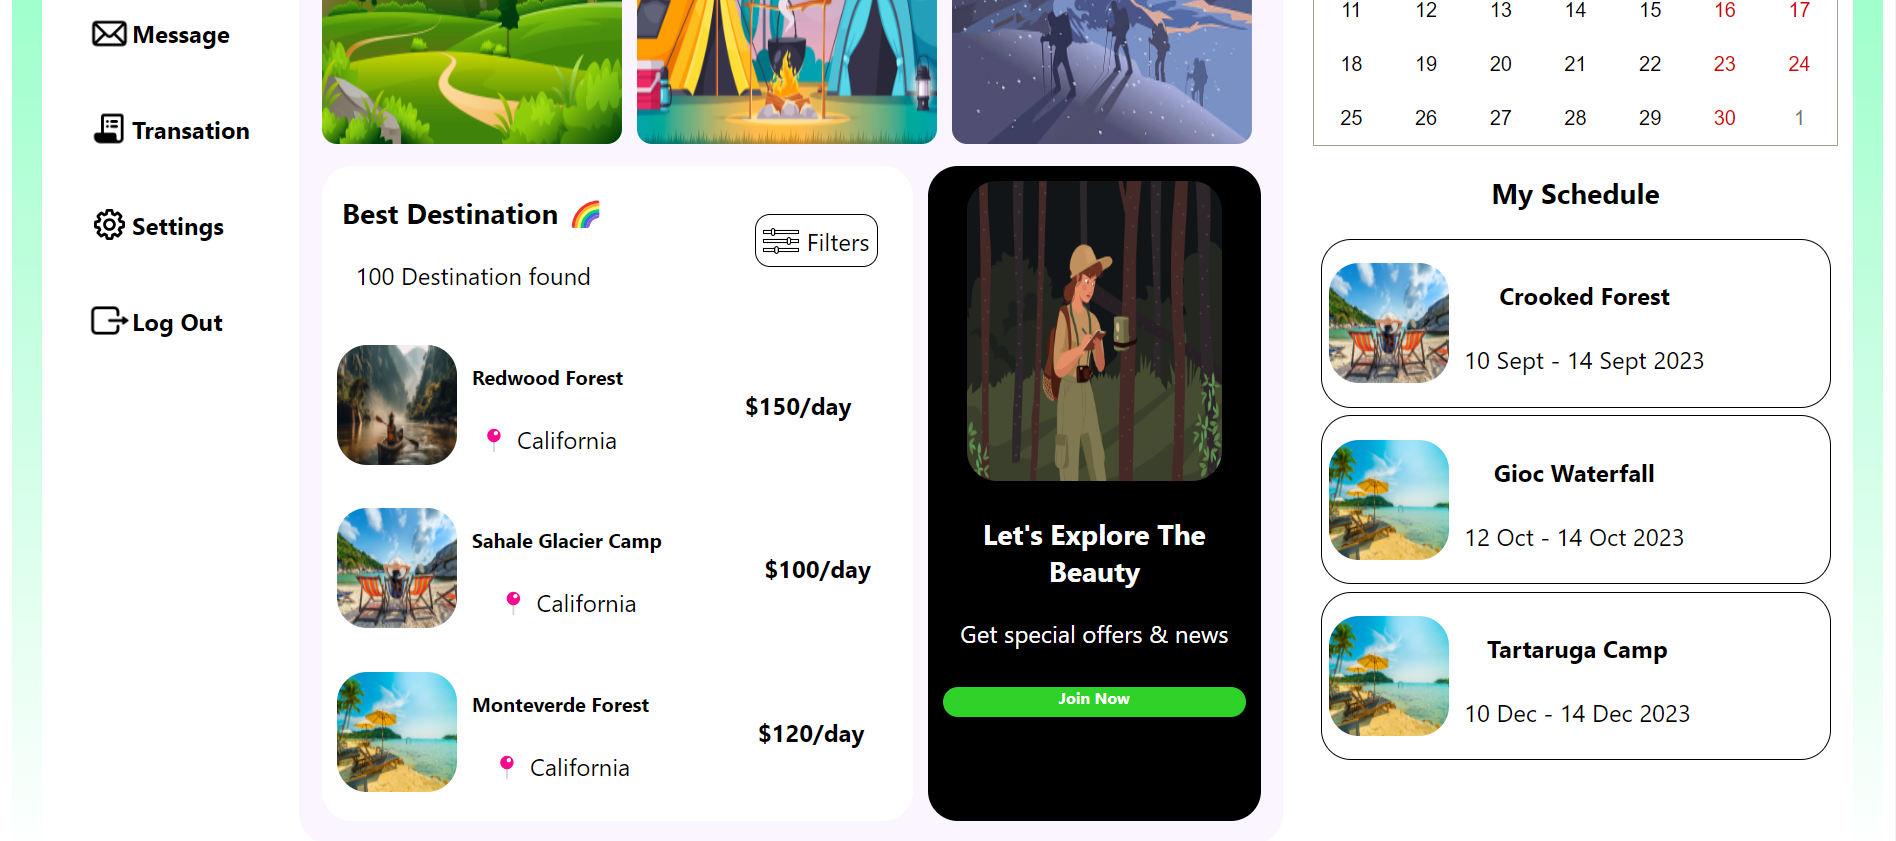 Message
Transation
Settings
Log Out
Best Destination 🌈
Filters
100 Destination found
Redwood Forest
$150/day
California
Sahale Glacier Camp
$100/day
California
Monteverde Forest
$120/day
California
Let's Explore The
Beauty
Get special offers & news
Join Now
11 12 13 14 15 16 17
18 19 20 21 22 23 24
25 26 27 28 29 30 1
My Schedule
Crooked Forest
10 Sept - 14 Sept 2023
Gioc Waterfall
12 Oct - 14 Oct 2023
Tartaruga Camp
10 Dec - 14 Dec 2023